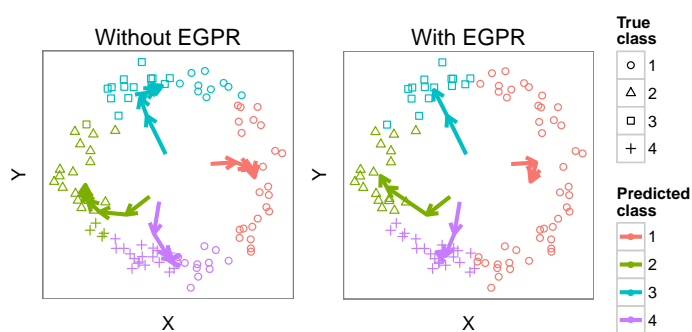 Without EGPR
With EGPR
Y
X
Y
X
True
class
1
2
3
4
Predicted
class
1
2
3
4